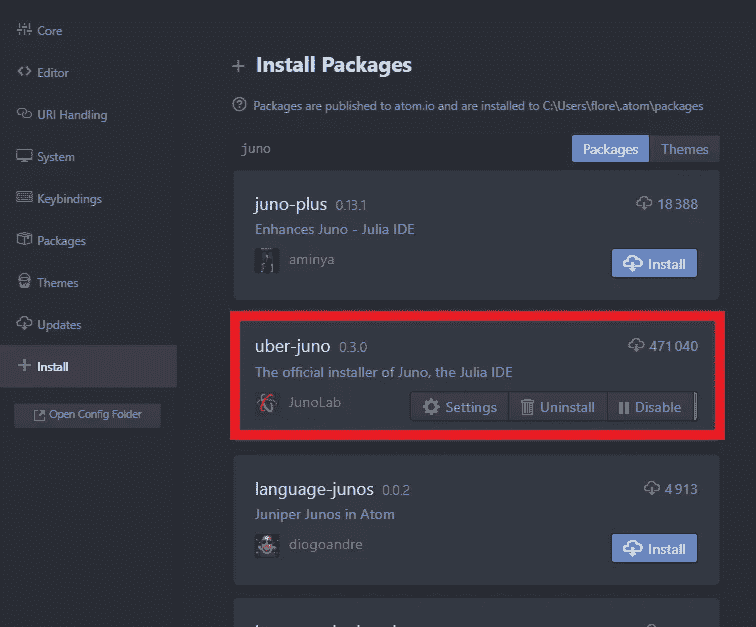 Core
Editor
URI Handling
System
Keybindings
Packages
Themes
Updates
Install
Open Config Folder
+ Install Packages
Packages are published to atom.io and are installed to C:\Users\flore\.atom\packages
juno
Packages Themes
juno-plus 0.13.1 18 388
Enhances Juno - Julia IDE
aminya Install
uber-juno 0.3.0 471 040
The official installer of Juno, the Julia IDE
JunoLab Settings Uninstall Disable
language-junos 0.0.2 4 913
Juniper Junos in Atom
diogoandre Install